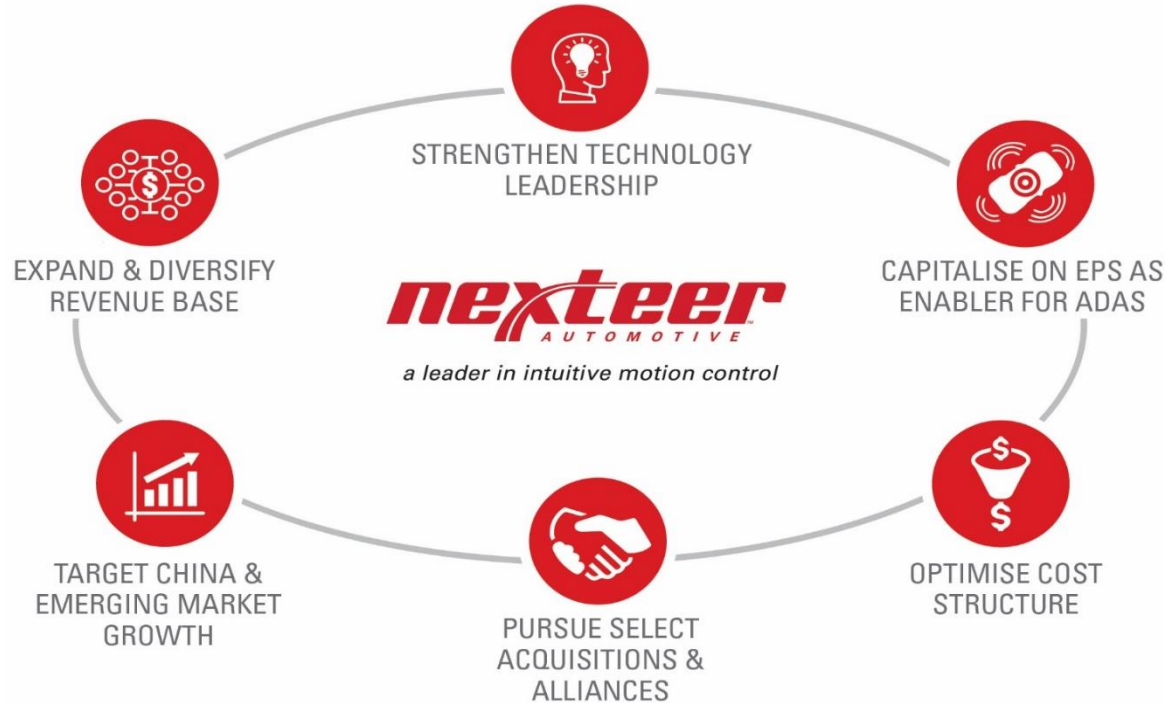 STRENGTHEN TECHNOLOGY
LEADERSHIP
CAPITALISE ON EPS AS
ENABLER FOR ADAS
OPTIMISE COST
STRUCTURE
PURSUE SELECT
ACQUISITIONS &
ALLIANCES
TARGET CHINA &
EMERGING MARKET
GROWTH
$
EXPAND & DIVERSIFY
REVENUE BASE
nexteer
AUTOMOTIVE
a leader in intuitive motion control
$
$